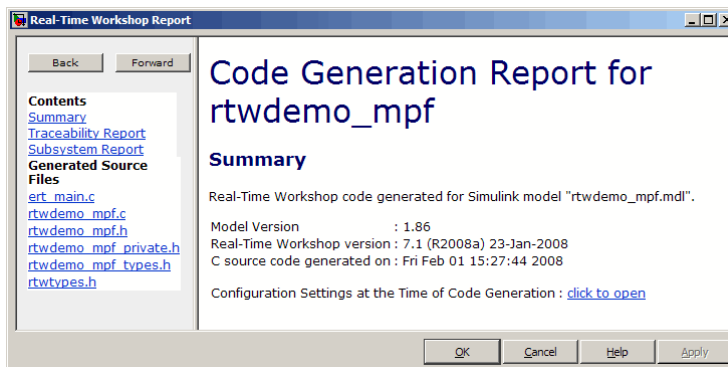 Real-Time Workshop Report
Back Forward
Contents
Summary
Traceability Report
Subsystem Report
Generated Source
Files
ert_main.c
rtwdemo_mpf.c
rtwdemo_mpf.h
rtwdemo_mpf_private.h
rtwdemo_mpf_types.h
rtwtypes.h
Code Generation Report for
rtwdemo_mpf
Summary
Real-Time Workshop code generated for Simulink model "rtwdemo_mpf.mdl".
Model Version : 1.86
Real-Time Workshop version : 7.1 (R2008a) 23-Jan-2008
C source code generated on : Fri Feb 01 15:27:44 2008
Configuration Settings at the Time of Code Generation : click to open
OK Cancel Help Apply